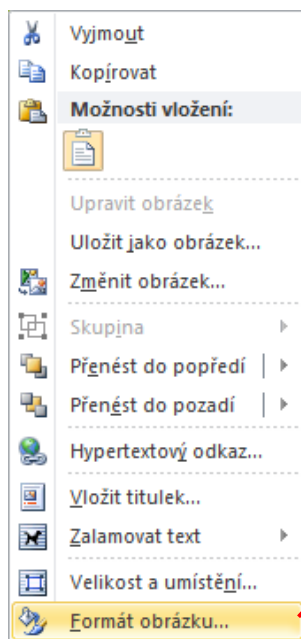 Vyjmout
Kopírovat
Možnosti vložení:
Upravit obrázek
Uložit jako obrázek...
Změnit obrázek...
Skupina
Přenést do popředí
Přenést do pozadí
Hypertextový odkaz...
Vložit titulek...
Zalamovat text
Velikost a umístění...
Formát obrázku...